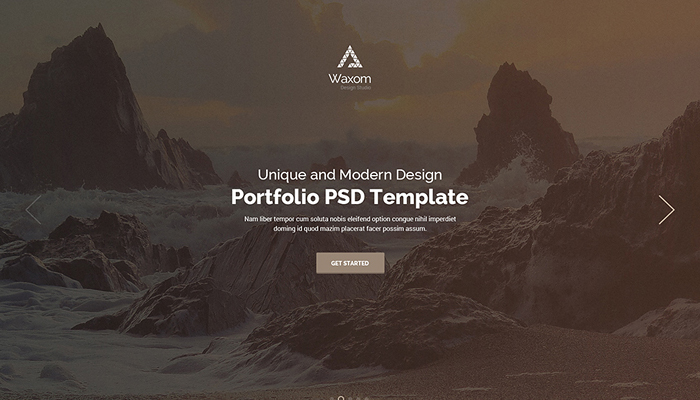 Waxom
Design Studio
Unique and Modern Design
Portfolio PSD Template
Nam liber tempor cum soluta nobis eleifend option congue nihil imperdiet
doming id quod mazim placerat facer possim assum.
GET STARTED